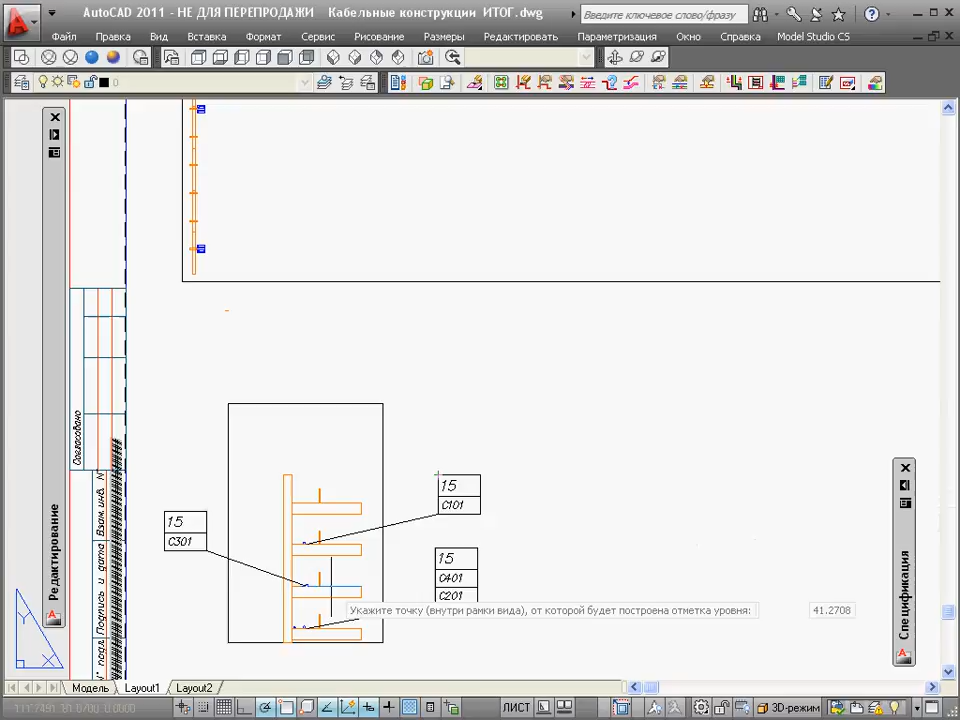 AutoCAD 2011 - НЕ ДЛЯ ПЕРЕПРОДАЖИ Кабельные конструкции ИТОГ.dwg
Введите ключевое слово/фразу
Файл Правка Вид Вставка Формат Сервис Рисование Размеры Редактировать Параметризация Окно Справка Model Studio CS
0
Редактирование
Согласовано
Взам.инв. N
Подпись и дата
15
C101
15
C301
15
C401
C201
Укажите точку (внутри рамки вида), от которой будет построена отметка уровня:
41.2708
Спецификация
Y
X
Модель Layout1 Layout2
ЛИСТ
3D-режим